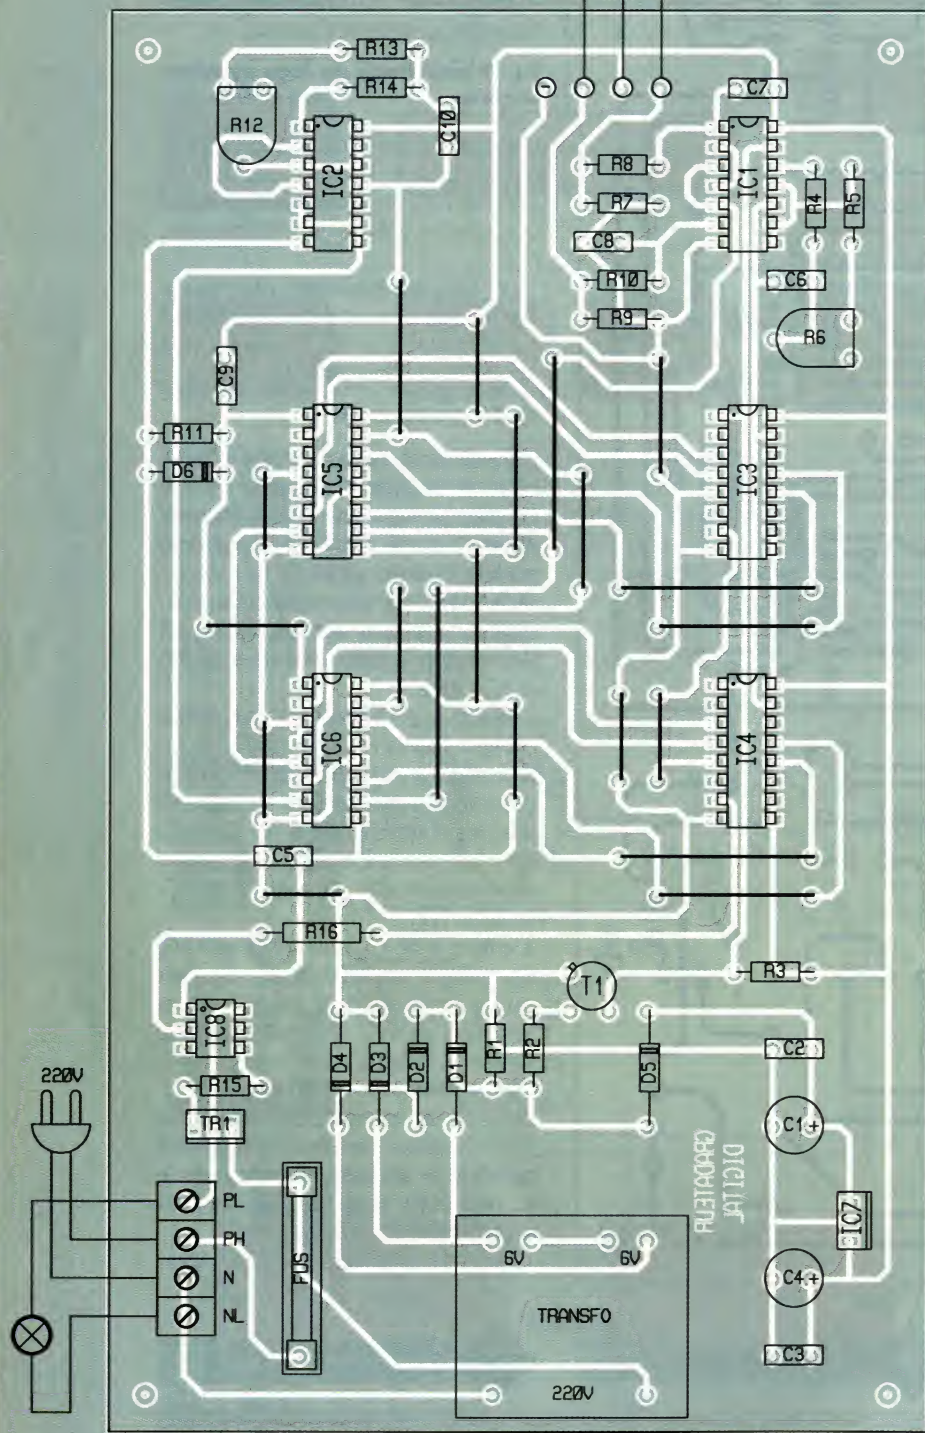 R13
R14
R12
C10
IC2
-
C7
R8
IC1
R7
R4
R5
C8
R10
C6
R9
R6
C9
R11
D6
IC5
IC3
IC6
IC4
C5
R16
T1
R3
IC8
D4
D3
D2
D1
R1
R2
D5
C2
220V
R15
TR1
C1 +
GRADATEUR
DIGITAL
PL
PH
N
NL
FUS
6V
6V
IC7
C4 +
TRANSFO
C3
220V